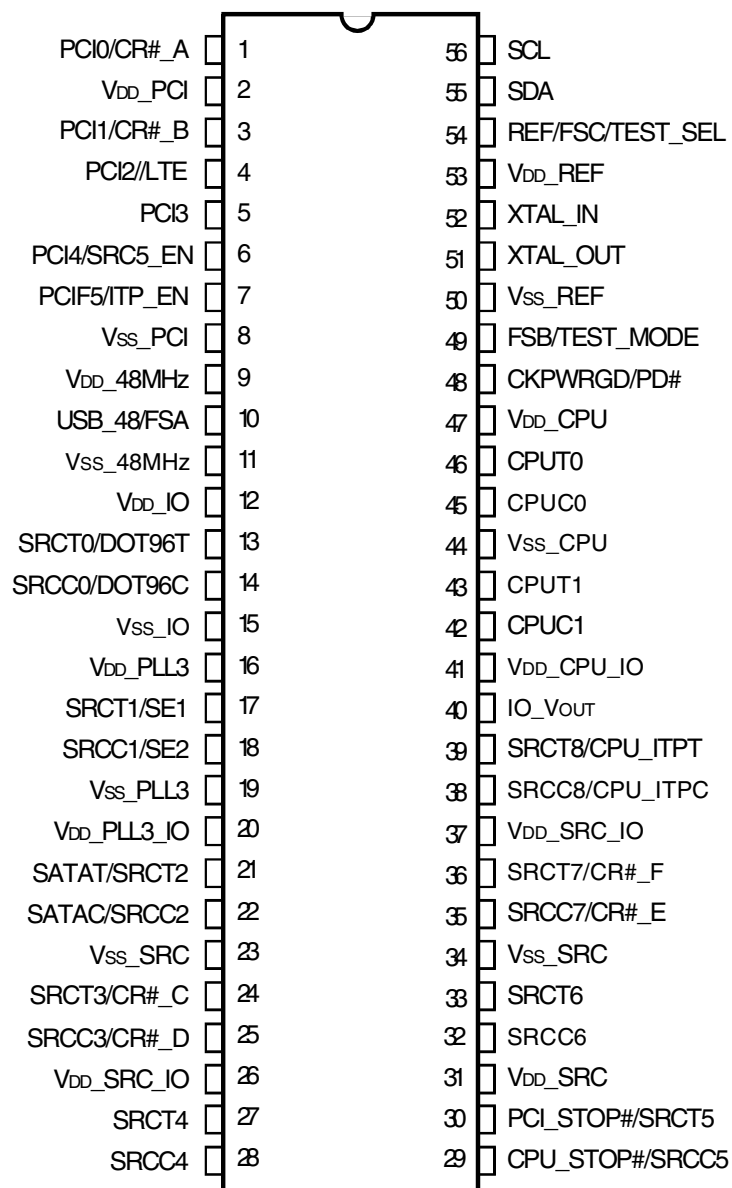 PCI0/CR#_A 1 56 SCL
VDD_PCI 2 55 SDA
PCI1/CR#_B 3 54 REF/FSC/TEST_SEL
PCI2//LTE 4 53 VDD_REF
PCI3 5 52 XTAL_IN
PCI4/SRC5_EN 6 51 XTAL_OUT
PCIF5/ITP_EN 7 50 VSS_REF
VSS_PCI 8 49 FSB/TEST_MODE
VDD_48MHz 9 48 CKPWRGD/PD#
USB_48/FSA 10 47 VDD_CPU
VSS_48MHz 11 46 CPUT0
VDD_IO 12 45 CPUC0
SRCT0/DOT96T 13 44 VSS_CPU
SRCC0/DOT96C 14 43 CPUT1
VSS_IO 15 42 CPUC1
VDD_PLL3 16 41 VDD_CPU_IO
SRCT1/SE1 17 40 IO_VOUT
SRCC1/SE2 18 39 SRCT8/CPU_ITPT
VSS_PLL3 19 38 SRCC8/CPU_ITPC
VDD_PLL3_IO 20 37 VDD_SRC_IO
SATAT/SRCT2 21 36 SRCT7/CR#_F
SATAC/SRCC2 22 35 SRCC7/CR#_E
VSS_SRC 23 34 VSS_SRC
SRCT3/CR#_C 24 33 SRCT6
SRCC3/CR#_D 25 32 SRCC6
VDD_SRC_IO 26 31 VDD_SRC
SRCT4 27 30 PCI_STOP#/SRCT5
SRCC4 28 29 CPU_STOP#/SRCC5